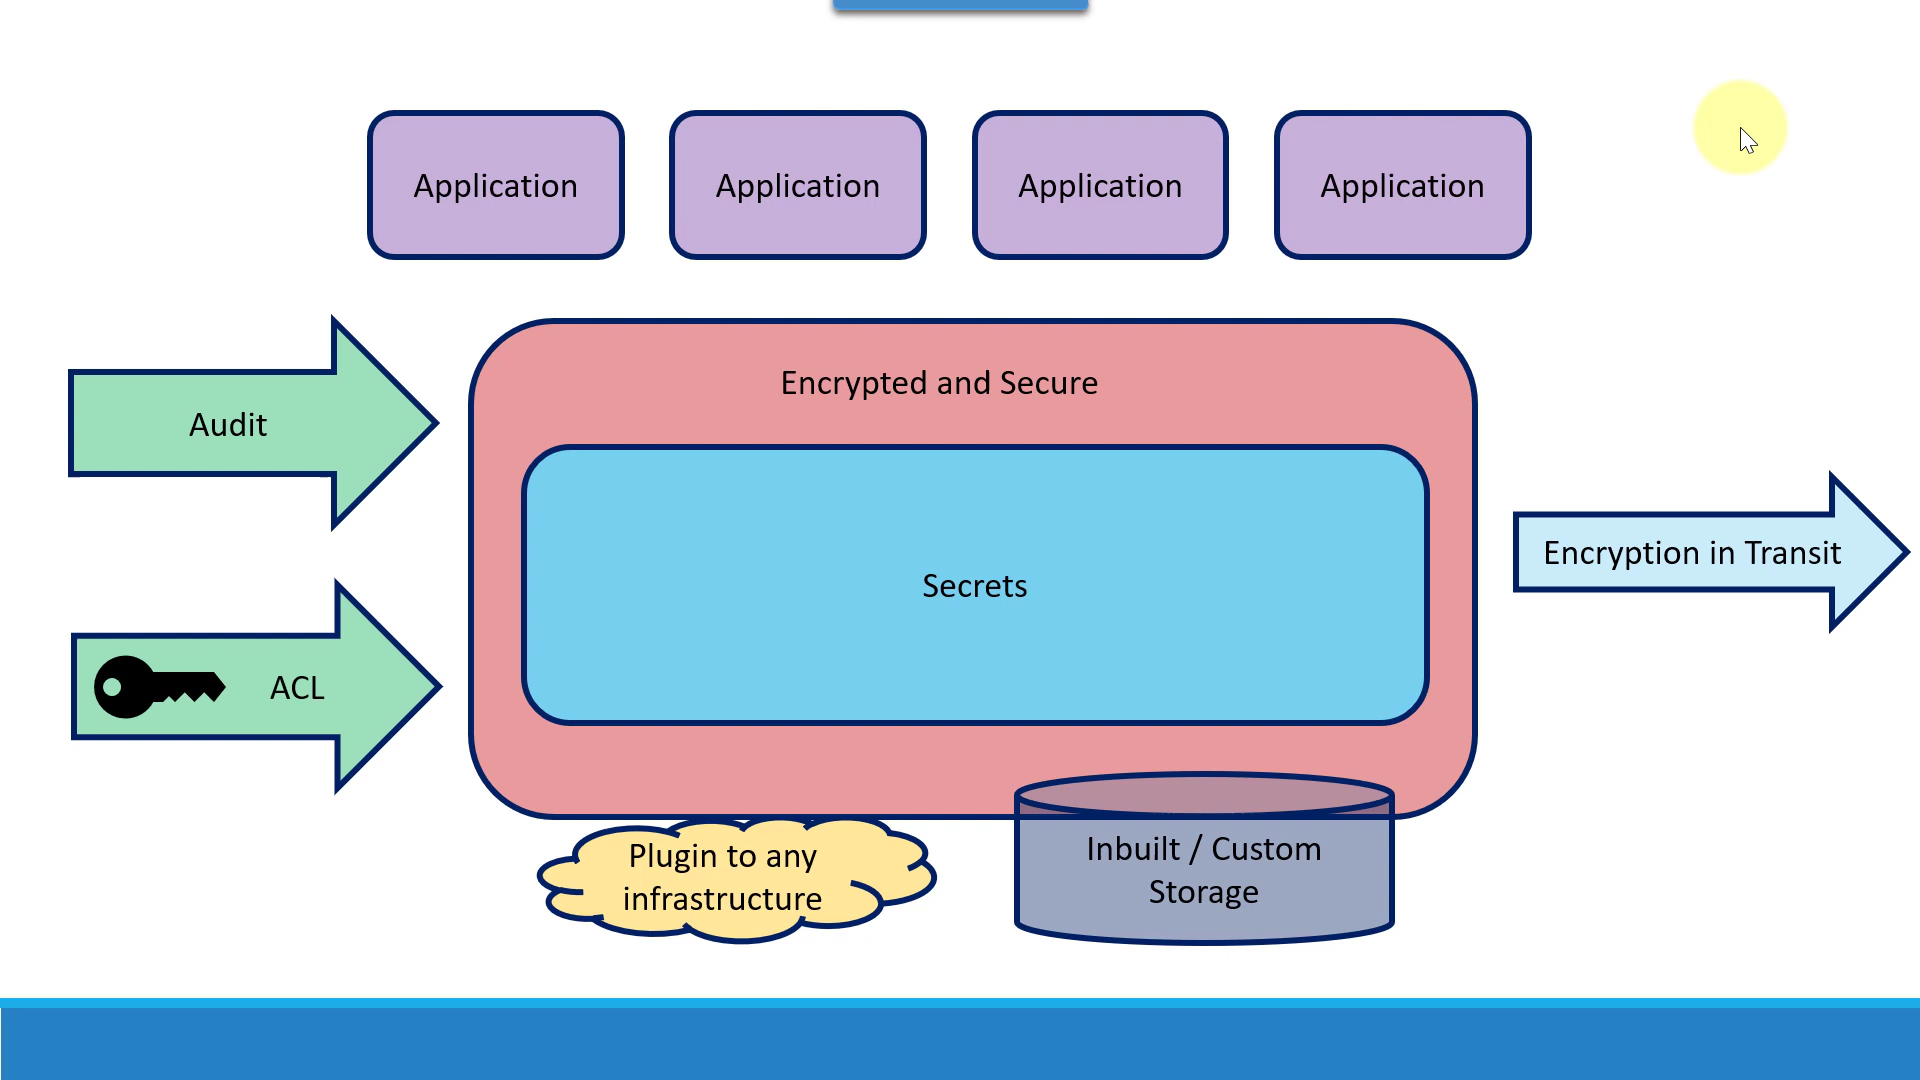 Application
Application
Application
Application
Encrypted and Secure
Audit
Encryption in Transit
Secrets
ACL
Plugin to any
infrastructure
Inbuilt / Custom
Storage